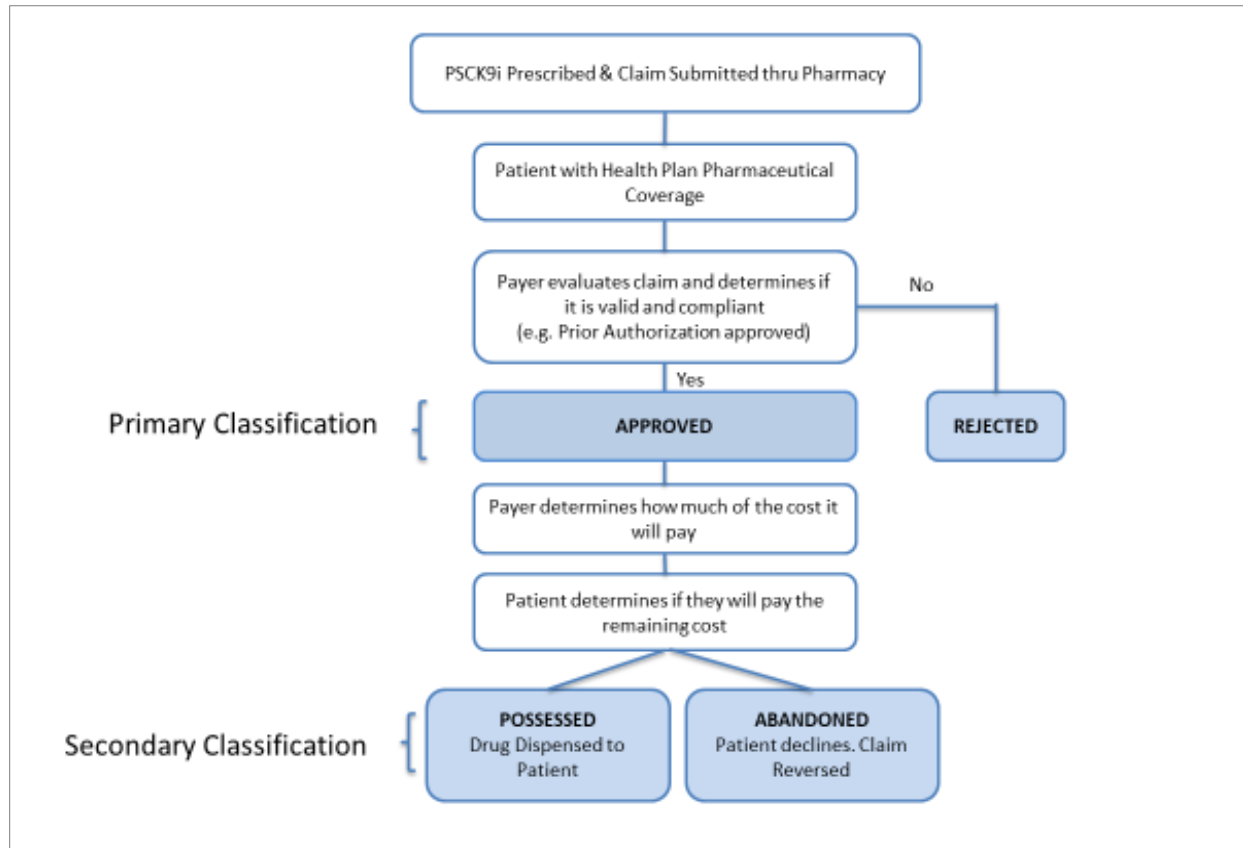 PSCK9i Prescribed & Claim Submitted thru Pharmacy
Patient with Health Plan Pharmaceutical
Coverage
Payer evaluates claim and determines if
it is valid and compliant
(e.g. Prior Authorization approved)
No
Yes
Primary Classification
APPROVED
REJECTED
Payer determines how much of the cost it
will pay
Patient determines if they will pay the
remaining cost
Secondary Classification
POSSESSED
Drug Dispensed to
Patient
ABANDONED
Patient declines. Claim
Reversed